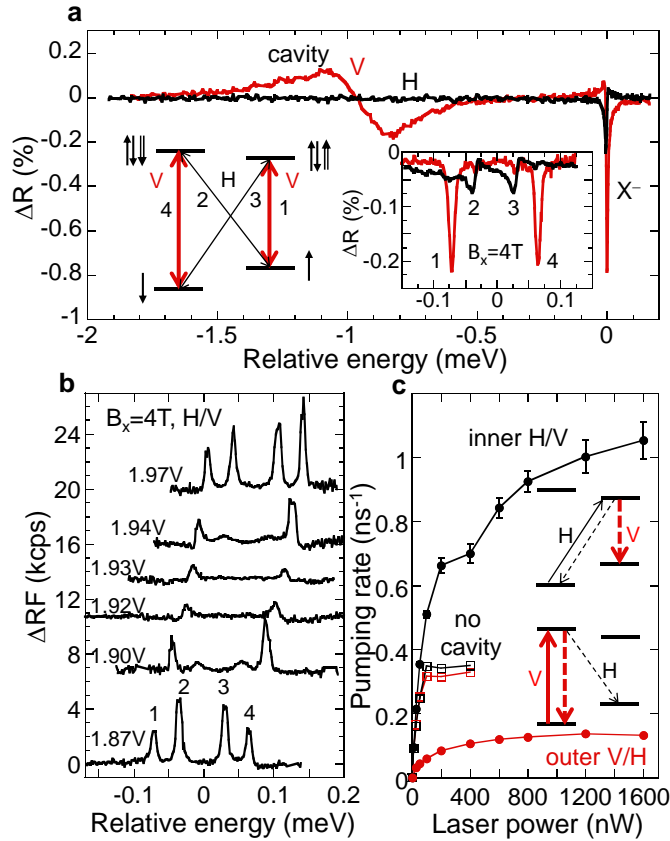 a
0.2
0
-0.2
-0.4
-0.6
-0.8
-1
ΔR (%)
cavity
V
H
X⁻
V
H
V
4
2
3
1
0
-0.1
-0.2
ΔR (%)
1
2
3
4
Bₓ=4T
-0.1
0
0.1
-2
-1.5
-1
-0.5
0
Relative energy (meV)
b
Bₓ=4T, H/V
24
20
16
12
8
4
0
ΔRF (kcps)
1.97V
1.94V
1.93V
1.92V
1.90V
1.87V
1
2
3
4
-0.1
0
0.1
0.2
Relative energy (meV)
c
1
0.8
0.6
0.4
0.2
0
Pumping rate (ns⁻¹)
inner H/V
H
V
no
cavity
V
H
outer V/H
0
400
800
1200
1600
Laser power (nW)